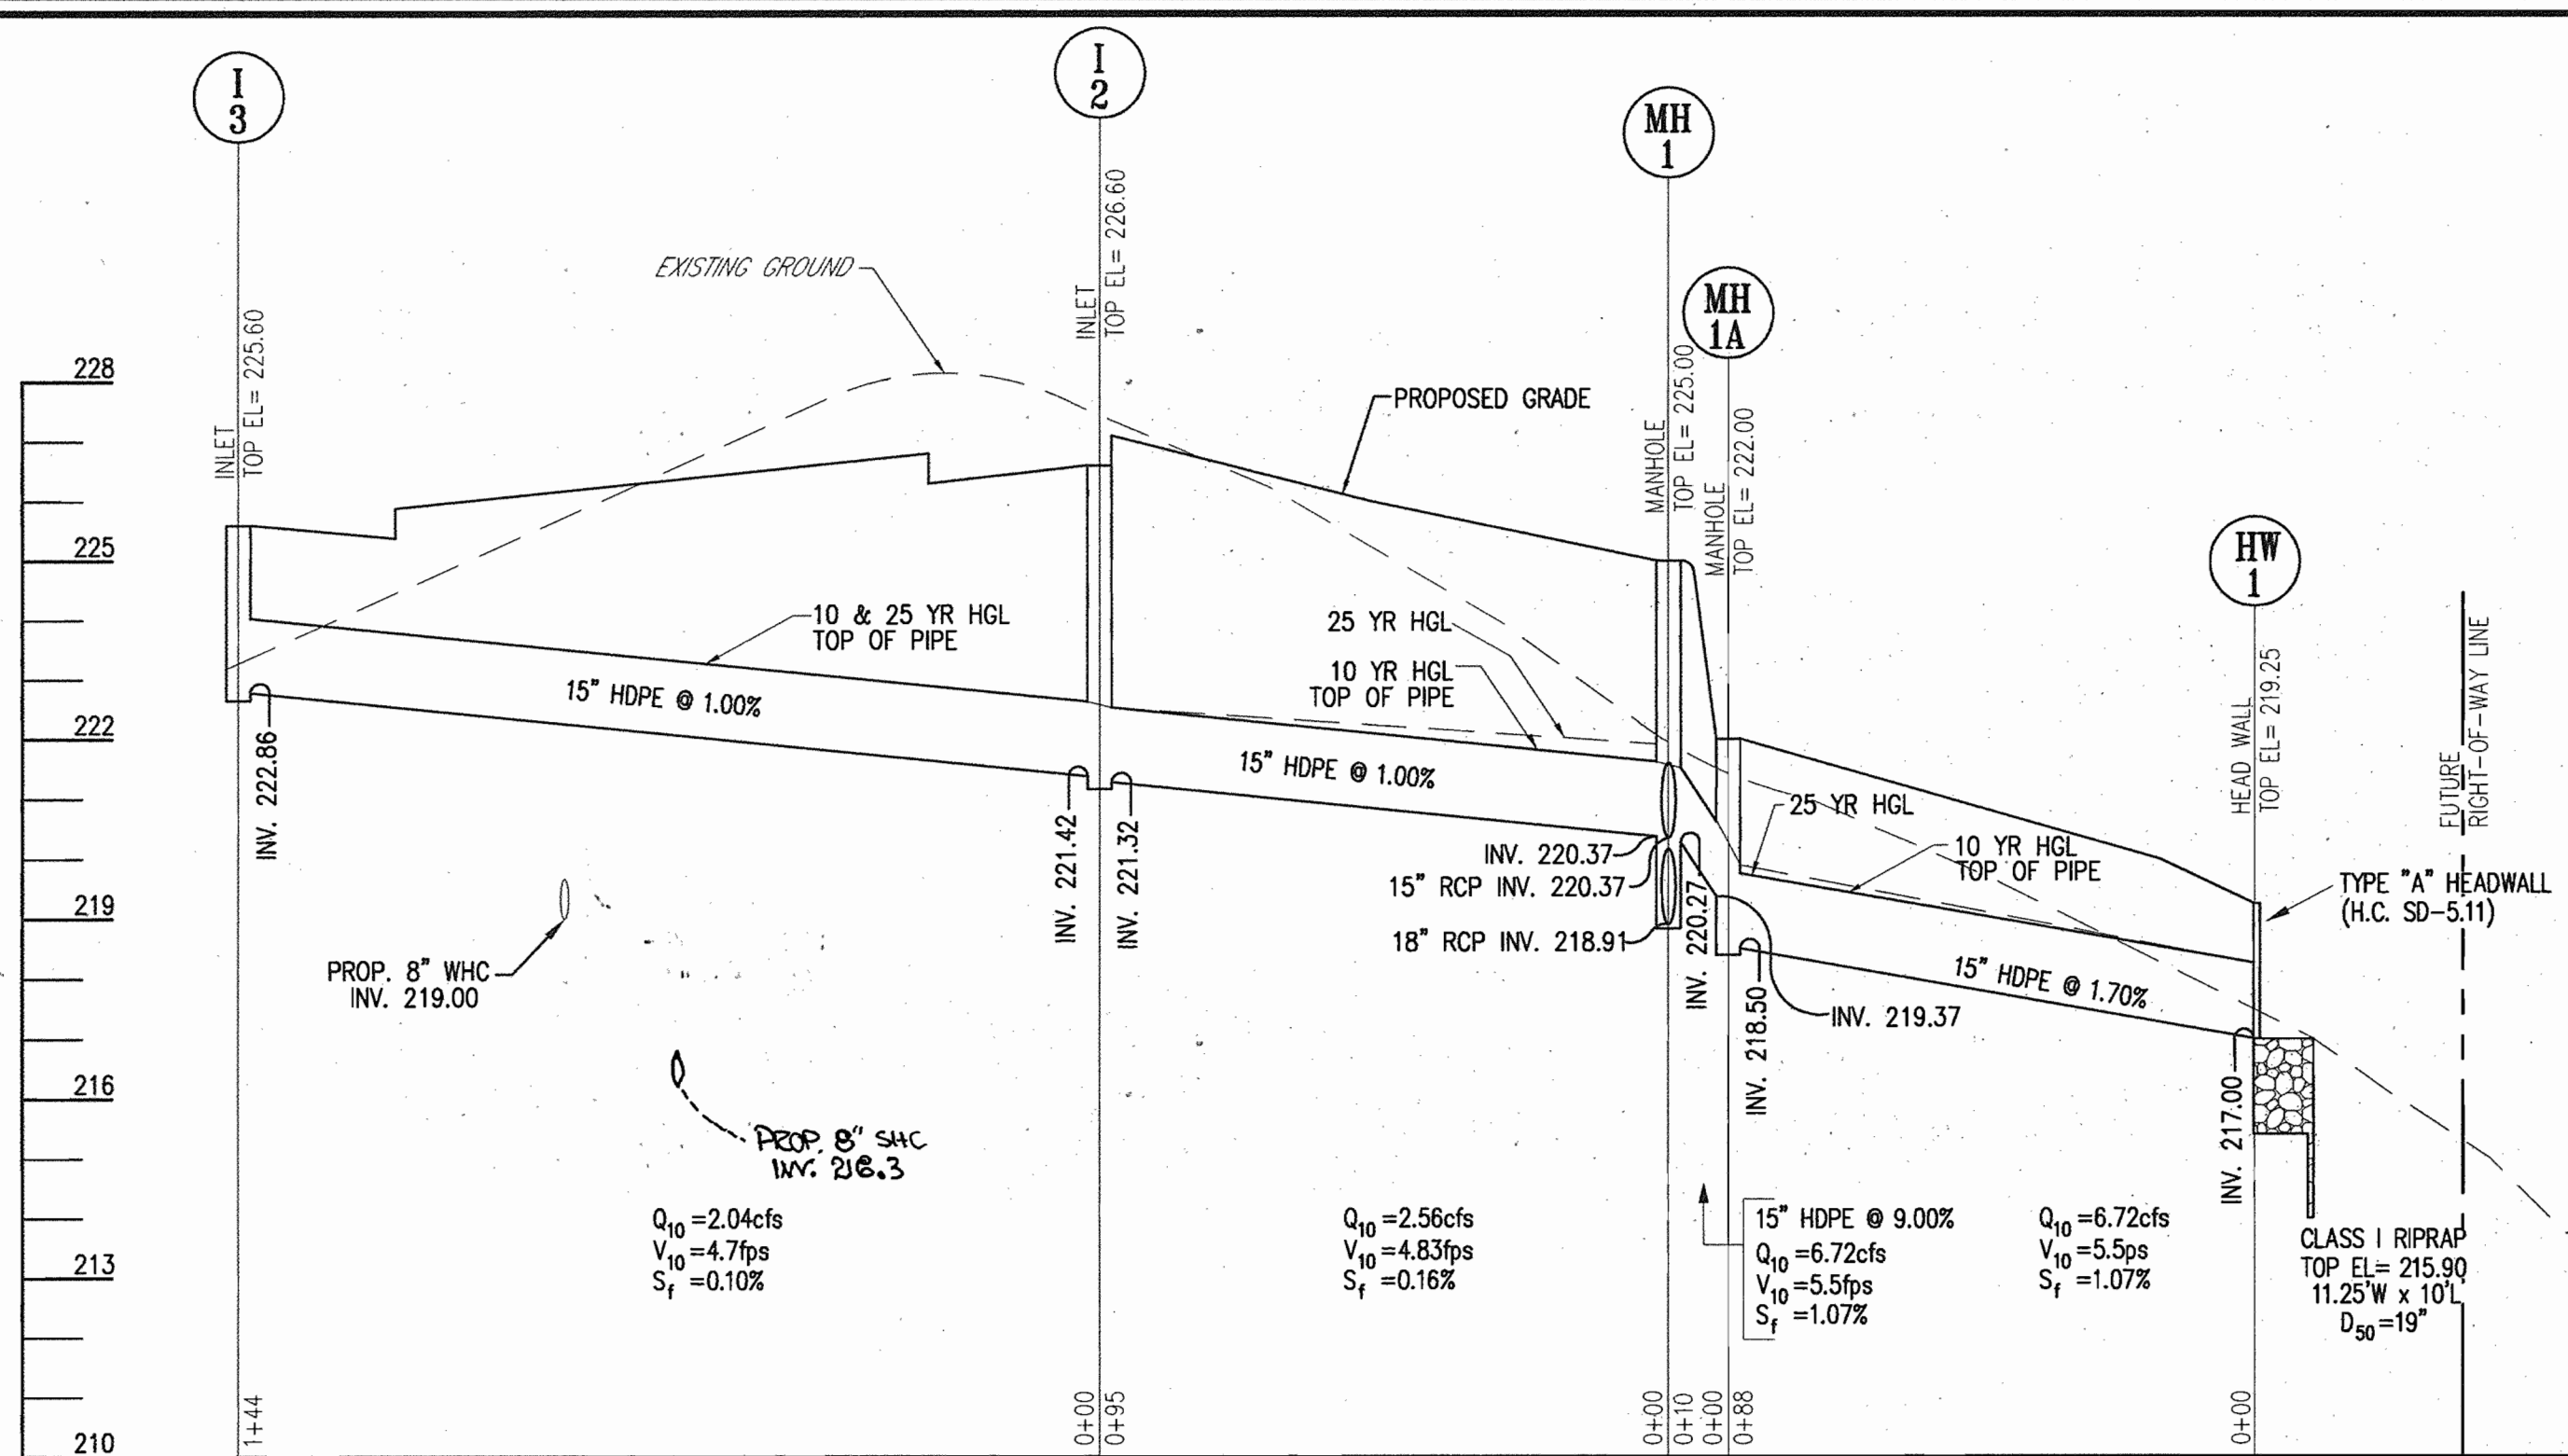 I
3
I
2
MH
1
MH
1A
HW
1
INLET
TOP EL= 225.60
INLET
TOP EL= 226.60
MANHOLE
TOP EL= 225.00
MANHOLE
TOP EL= 222.00
HEAD WALL
TOP EL= 219.25
FUTURE
RIGHT-OF-WAY LINE
228
225
222
219
216
213
210
EXISTING GROUND
PROPOSED GRADE
10 & 25 YR HGL
TOP OF PIPE
25 YR HGL
10 YR HGL
TOP OF PIPE
15" HDPE @ 1.00%
15" HDPE @ 1.00%
25 YR HGL
10 YR HGL
TOP OF PIPE
TYPE "A" HEADWALL
(H.C. SD-5.11)
INV. 222.86
INV. 221.42
INV. 221.32
INV. 220.37
15" RCP INV. 220.37
18" RCP INV. 218.91
INV. 220.27
INV. 218.50
INV. 219.37
15" HDPE @ 1.70%
INV. 217.00
PROP. 8" WHC
INV. 219.00
PROP. 8" SHC
INV. 216.3
Q10 =2.04cfs
V10 =4.7fps
Sf =0.10%
Q10 =2.56cfs
V10 =4.83fps
Sf =0.16%
15" HDPE @ 9.00%
Q10 =6.72cfs
V10 =5.5fps
Sf =1.07%
Q10 =6.72cfs
V10 =5.5ps
Sf =1.07%
CLASS I RIPRAP
TOP EL= 215.90
11.25'W x 10'L
D50 =19"
1+44
0+00
0+95
0+00
0+10
0+00
0+88
0+00